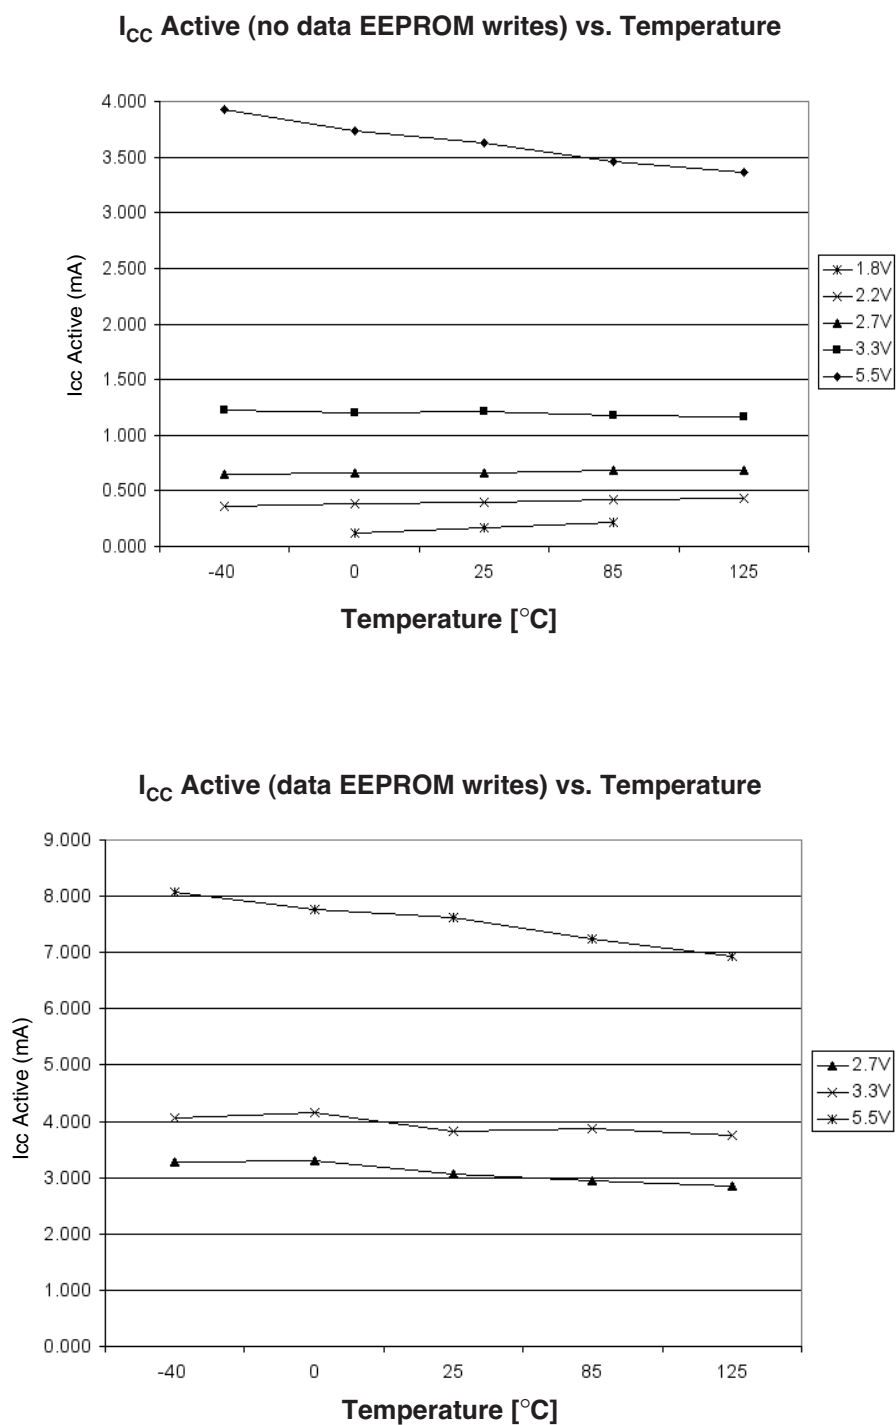 I_CC Active (no data EEPROM writes) vs. Temperature
4.000
3.500
3.000
2.500
2.000
1.500
1.000
0.500
0.000
Icc Active (mA)
-40 0 25 85 125
Temperature [°C]
1.8V
2.2V
2.7V
3.3V
5.5V
I_CC Active (data EEPROM writes) vs. Temperature
9.000
8.000
7.000
6.000
5.000
4.000
3.000
2.000
1.000
0.000
Icc Active (mA)
-40 0 25 85 125
Temperature [°C]
2.7V
3.3V
5.5V